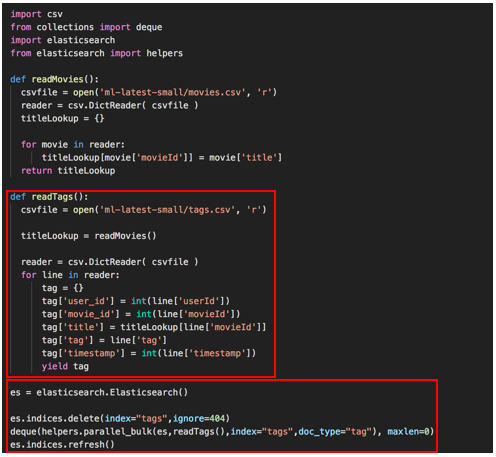 import csv
from collections import deque
import elasticsearch
from elasticsearch import helpers
def readMovies():
csvfile = open('ml-latest-small/movies.csv', 'r')
reader = csv.DictReader( csvfile )
titleLookup = {}
for movie in reader:
titleLookup[movie['movieId']] = movie['title']
return titleLookup
def readTags():
csvfile = open('ml-latest-small/tags.csv', 'r')
titleLookup = readMovies()
reader = csv.DictReader( csvfile )
for line in reader:
tag = {}
tag['user_id'] = int(line['userId'])
tag['movie_id'] = int(line['movieId'])
tag['title'] = titleLookup[line['movieId']]
tag['tag'] = line['tag']
tag['timestamp'] = int(line['timestamp'])
yield tag
es = elasticsearch.Elasticsearch()
es.indices.delete(index="tags",ignore=404)
deque(helpers.parallel_bulk(es,readTags(),index="tags",doc_type="tag"), maxlen=0)
es.indices.refresh()